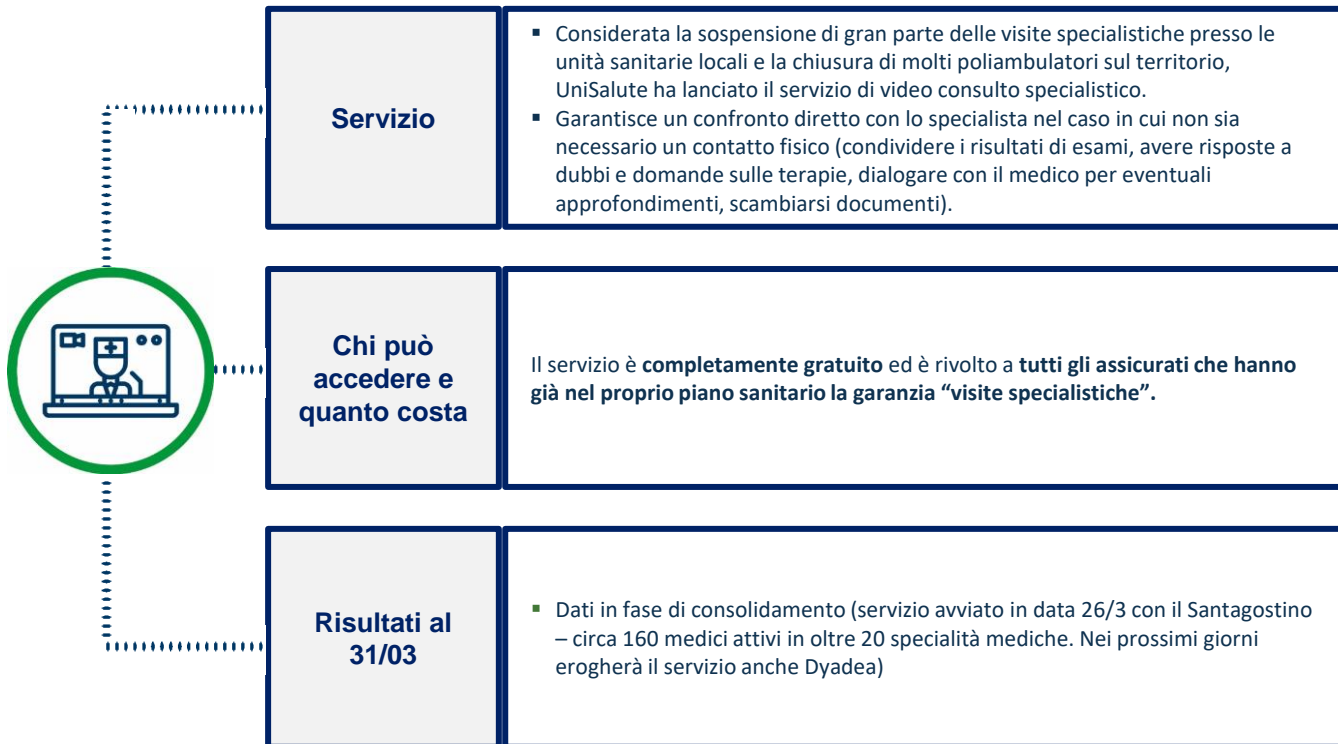 Servizio
▪ Considerata la sospensione di gran parte delle visite specialistiche presso le
unità sanitarie locali e la chiusura di molti poliambulatori sul territorio,
UniSalute ha lanciato il servizio di video consulto specialistico.
▪ Garantisce un confronto diretto con lo specialista nel caso in cui non sia
necessario un contatto fisico (condividere i risultati di esami, avere risposte a
dubbi e domande sulle terapie, dialogare con il medico per eventuali
approfondimenti, scambiarsi documenti).
Chi può
accedere e
quanto costa
Il servizio è completamente gratuito ed è rivolto a tutti gli assicurati che hanno
già nel proprio piano sanitario la garanzia “visite specialistiche”.
Risultati al
31/03
▪ Dati in fase di consolidamento (servizio avviato in data 26/3 con il Santagostino
– circa 160 medici attivi in oltre 20 specialità mediche. Nei prossimi giorni
erogherà il servizio anche Dyadea)